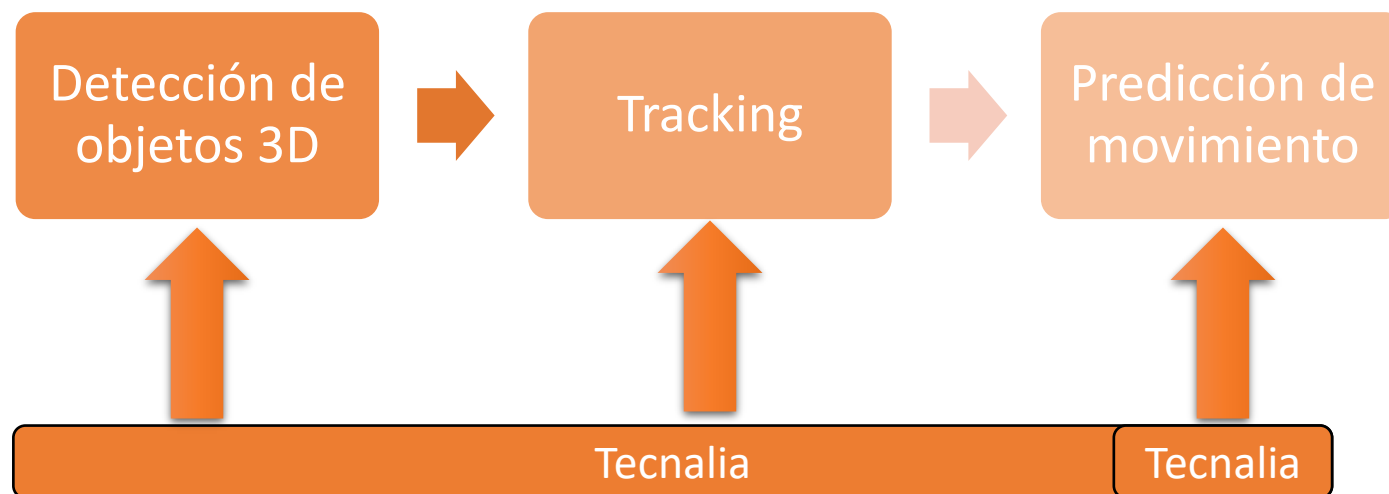 Detección de
objetos 3D
Tracking
Predicción de
movimiento
Tecnalia
Tecnalia